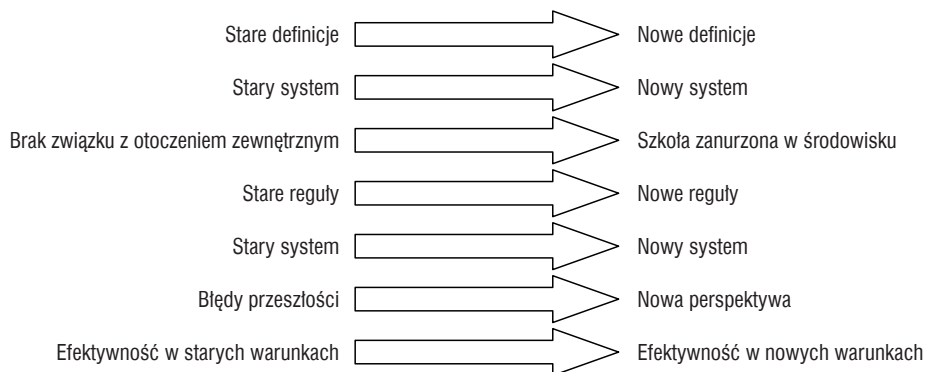 Stare definicje Nowe definicje
Stary system Nowy system
Brak związku z otoczeniem zewnętrznym Szkoła zanurzona w środowisku
Stare reguły Nowe reguły
Stary system Nowy system
Błędy przeszłości Nowa perspektywa
Efektywność w starych warunkach Efektywność w nowych warunkach